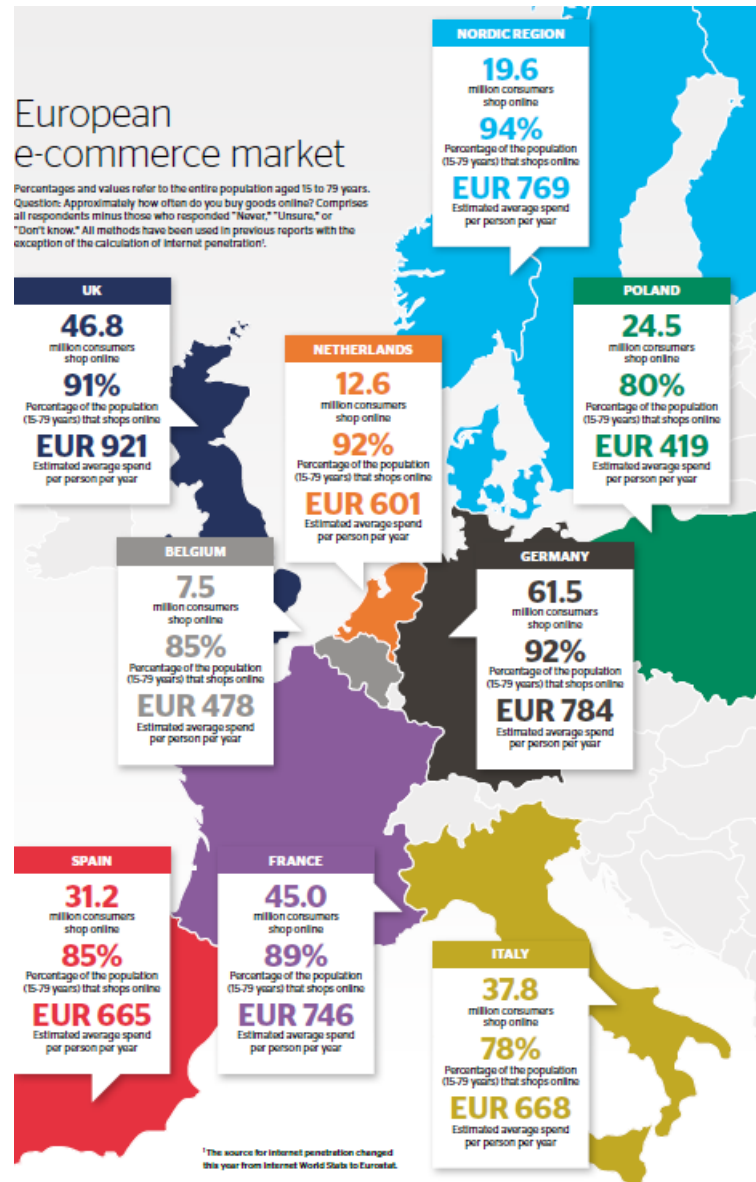 European
e-commerce market
Percentages and values refer to the entire population aged 15 to 79 years.
Question: Approximately how often do you buy goods online? Comprises
all respondents minus those who responded "Never," "Unsure," or
"Don't know." All methods have been used in previous reports with the
exception of the calculation of internet penetration¹.
NORDIC REGION
19.6
million consumers
shop online
94%
Percentage of the population
(15-79 years) that shops online
EUR 769
Estimated average spend
per person per year
UK
46.8
million consumers
shop online
91%
Percentage of the population
(15-79 years) that shops online
EUR 921
Estimated average spend
per person per year
NETHERLANDS
12.6
million consumers
shop online
92%
Percentage of the population
(15-79 years) that shops online
EUR 601
Estimated average spend
per person per year
POLAND
24.5
million consumers
shop online
80%
Percentage of the population
(15-79 years) that shops online
EUR 419
Estimated average spend
per person per year
BELGIUM
7.5
million consumers
shop online
85%
Percentage of the population
(15-79 years) that shops online
EUR 478
Estimated average spend
per person per year
GERMANY
61.5
million consumers
shop online
92%
Percentage of the population
(15-79 years) that shops online
EUR 784
Estimated average spend
per person per year
SPAIN
31.2
million consumers
shop online
85%
Percentage of the population
(15-79 years) that shops online
EUR 665
Estimated average spend
per person per year
FRANCE
45.0
million consumers
shop online
89%
Percentage of the population
(15-79 years) that shops online
EUR 746
Estimated average spend
per person per year
ITALY
37.8
million consumers
shop online
78%
Percentage of the population
(15-79 years) that shops online
EUR 668
Estimated average spend
per person per year
¹The source for internet penetration changed
this year from Internet World Stats to Eurostat.